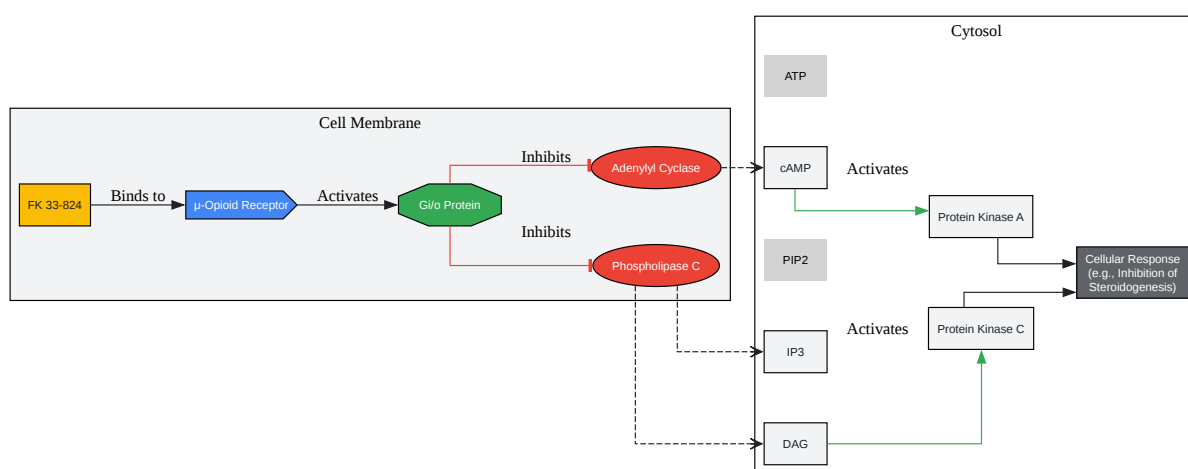 Cytosol
ATP
Cell Membrane
Inhibits
Adenylyl Cyclase
cAMP
Activates
FK 33-824
Binds to
μ-Opioid Receptor
Activates
Gi/o Protein
Protein Kinase A
Inhibits
Phospholipase C
PIP2
Cellular Response
(e.g., Inhibition of
Steroidogenesis)
Activates
Protein Kinase C
IP3
DAG